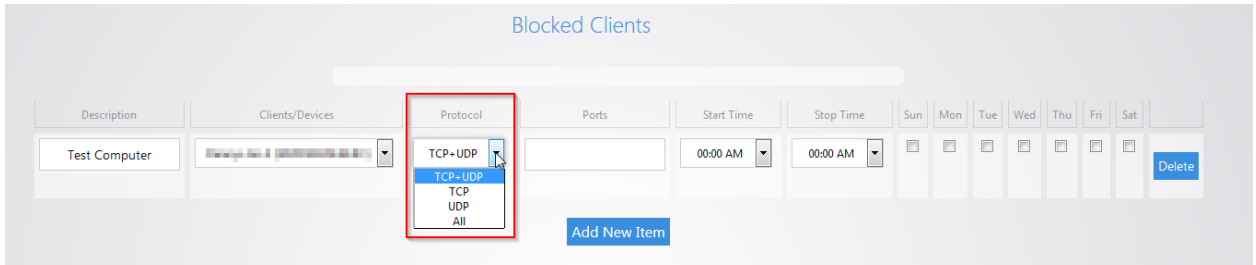 Blocked Clients
Description Clients/Devices Protocol Ports Start Time Stop Time Sun Mon Tue Wed Thu Fri Sat
Test Computer TCP+UDP 00:00 AM 00:00 AM Delete
TCP+UDP
TCP
UDP
All
Add New Item